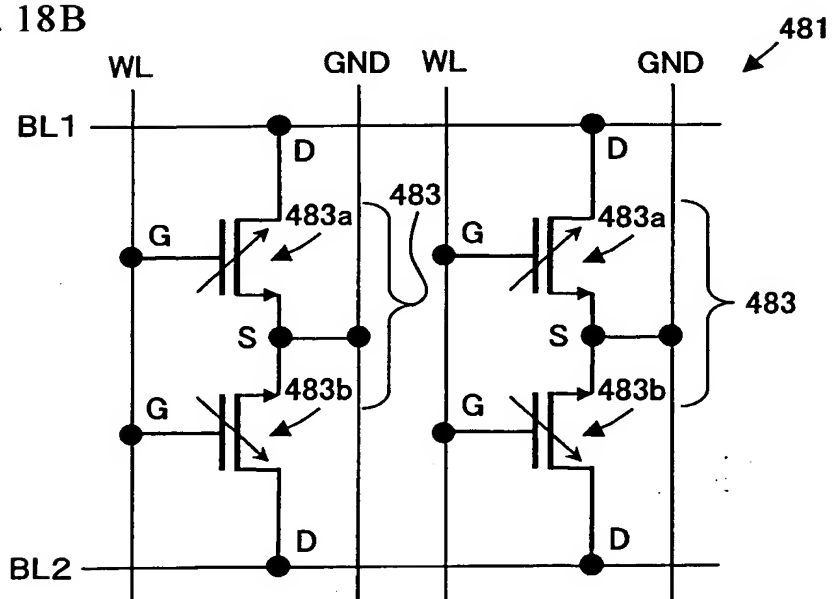 . 18B
481
WL GND WL GND
BL1
D D
483
483a 483a
G G
483
S S
483b 483b
G G
D D
BL2